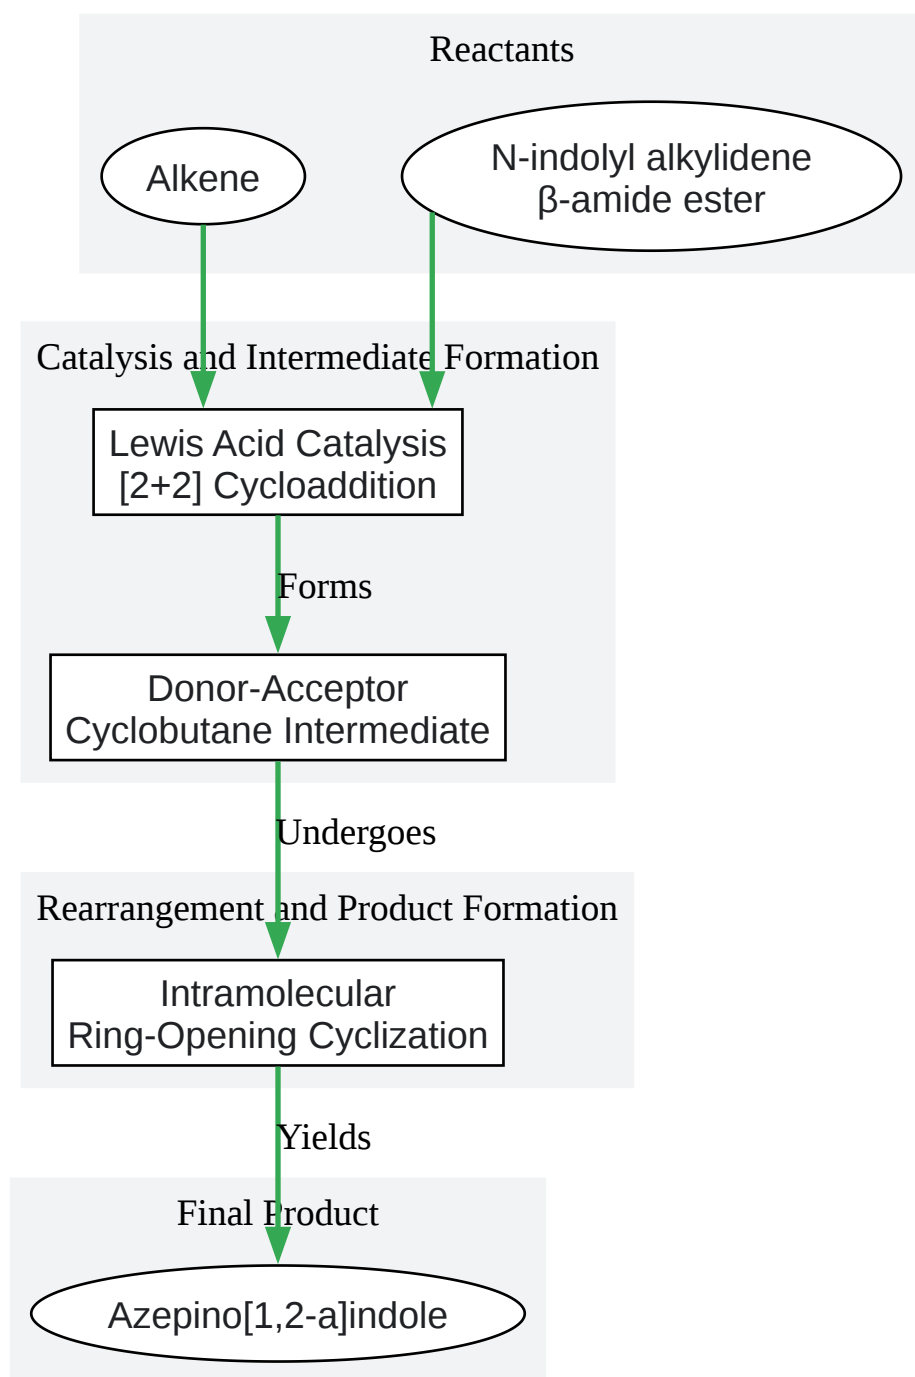 Reactants
Alkene
N-indolyl alkylidene
β-amide ester
Catalysis and Intermediate Formation
Lewis Acid Catalysis
[2+2] Cycloaddition
Forms
Donor-Acceptor
Cyclobutane Intermediate
Undergoes
Rearrangement and Product Formation
Intramolecular
Ring-Opening Cyclization
Yields
Final Product
Azepino[1,2-a]indole